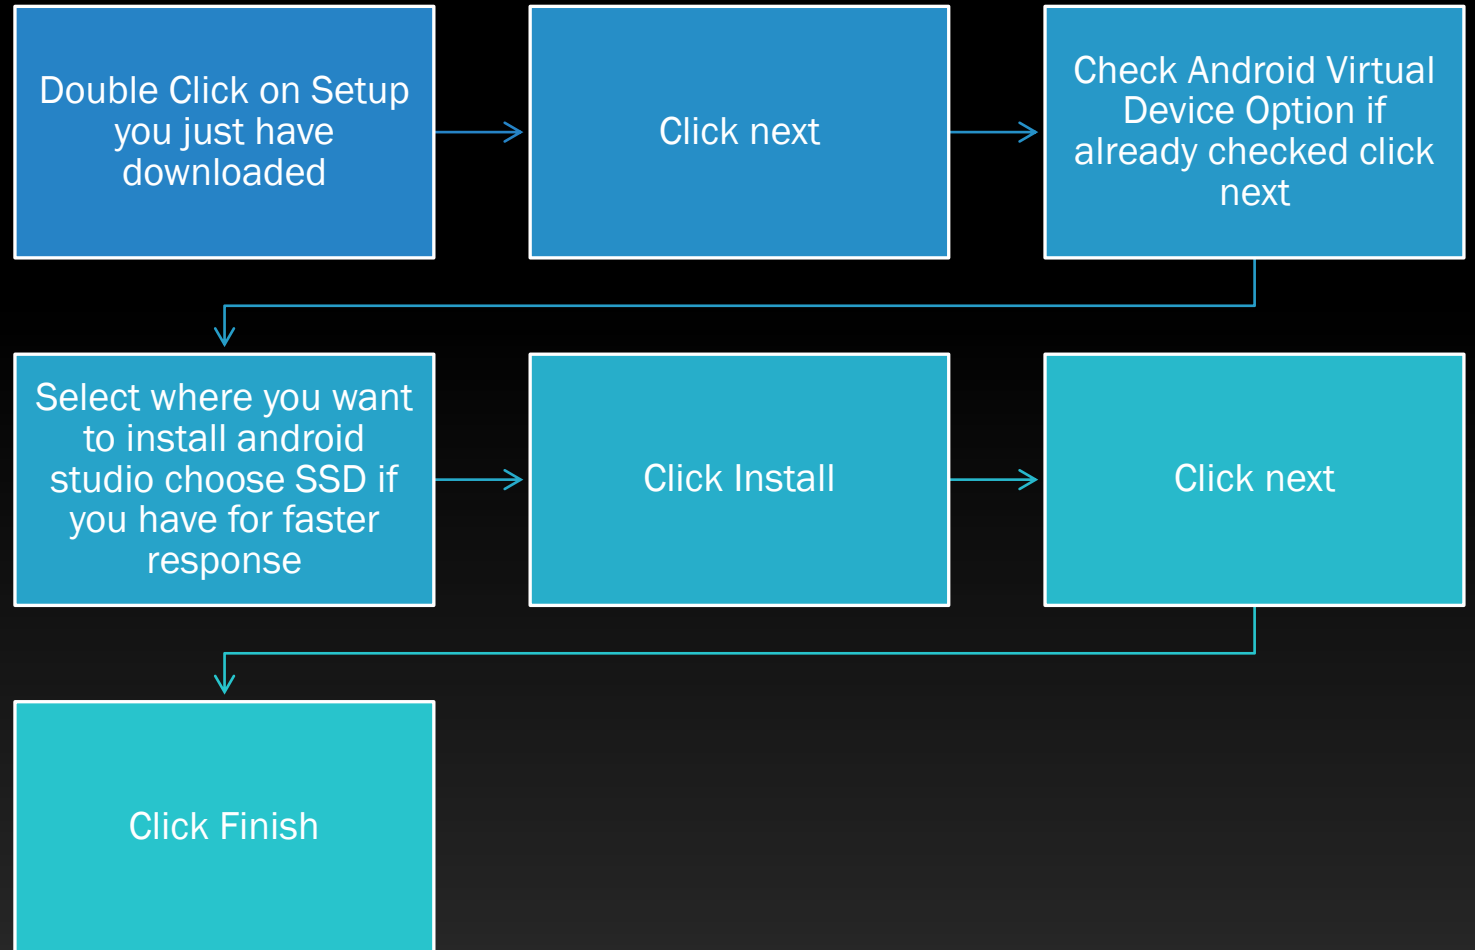 Double Click on Setup
you just have
downloaded
Click next
Check Android Virtual
Device Option if
already checked click
next
Select where you want
to install android
studio choose SSD if
you have for faster
response
Click Install
Click next
Click Finish